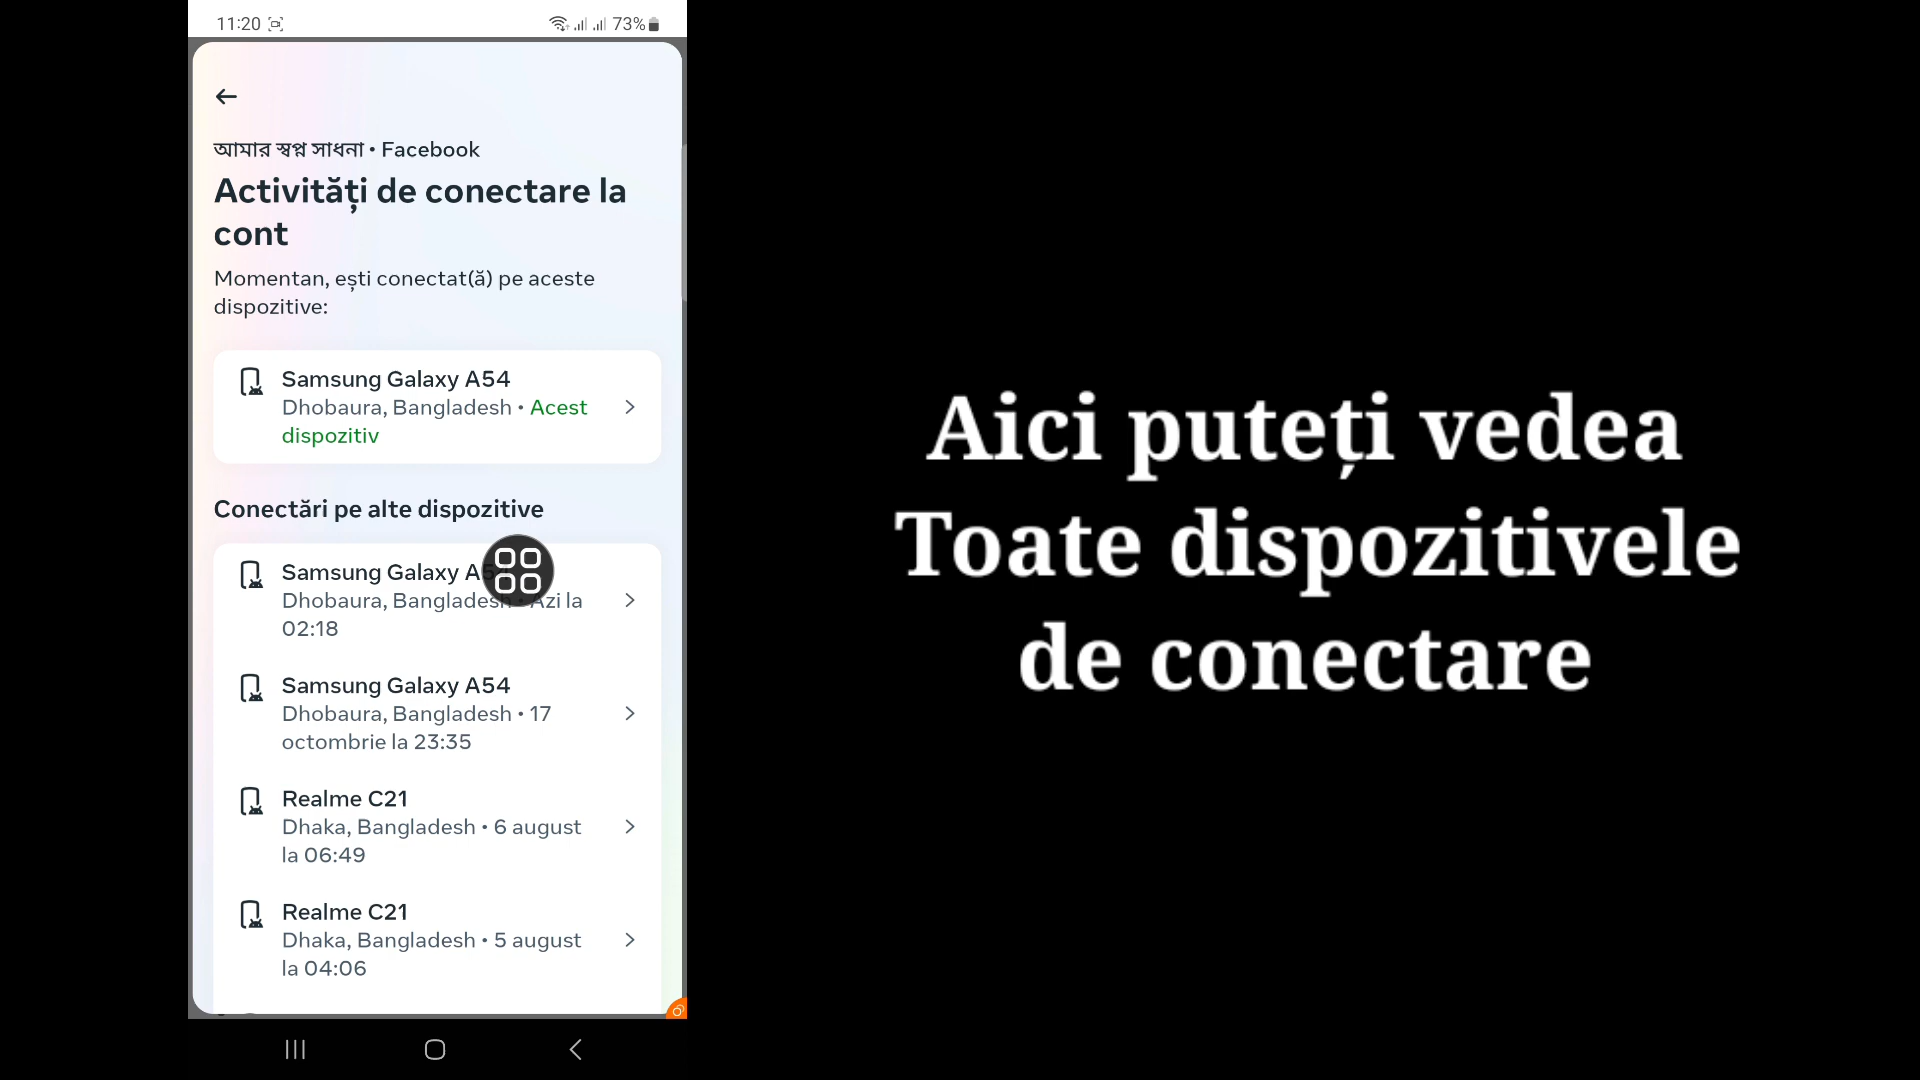 11:20
73%
আমার স্বপ্ন সাধনা • Facebook
Activități de conectare la
cont
Momentan, ești conectat(ă) pe aceste
dispozitive:
Samsung Galaxy A54
Dhobaura, Bangladesh • Acest
dispozitiv
Conectări pe alte dispozitive
Samsung Galaxy A54
Dhobaura, Bangladesh • Azi la
02:18
Samsung Galaxy A54
Dhobaura, Bangladesh • 17
octombrie la 23:35
Realme C21
Dhaka, Bangladesh • 6 august
la 06:49
Realme C21
Dhaka, Bangladesh • 5 august
la 04:06
Aici puteți vedea
Toate dispozitivele
de conectare